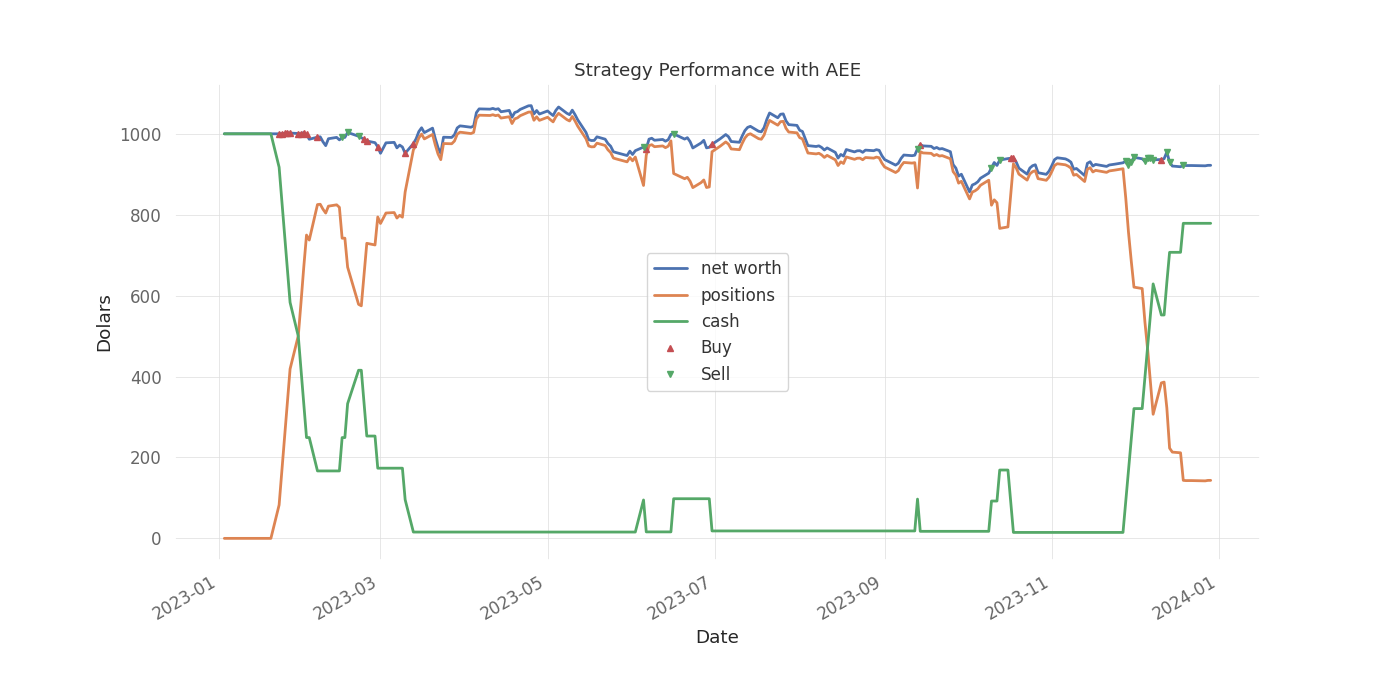 Strategy Performance with AEE
1000
800
600
400
200
0
Dolars
net worth
positions
cash
Buy
Sell
2023-01
2023-03
2023-05
2023-07
2023-09
2023-11
2024-01
Date